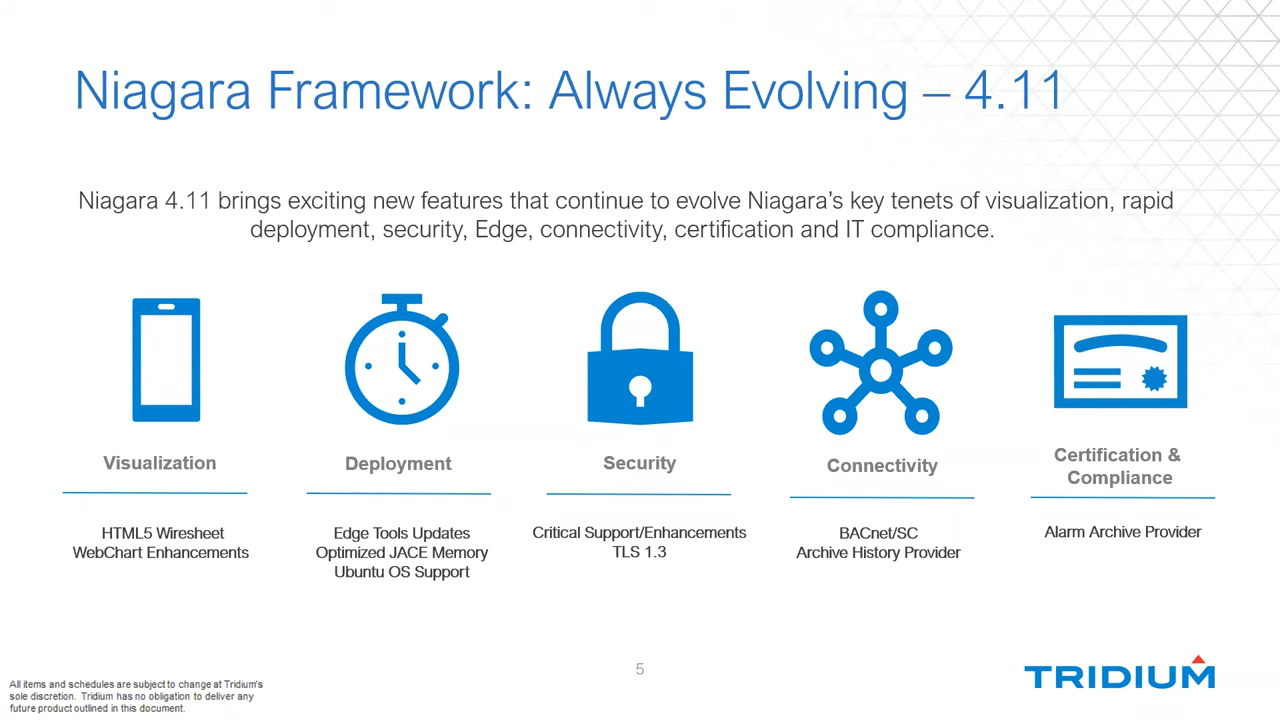 Niagara Framework: Always Evolving – 4.11
Niagara 4.11 brings exciting new features that continue to evolve Niagara’s key tenets of visualization, rapid
deployment, security, Edge, connectivity, certification and IT compliance.
Visualization
HTML5 Wiresheet
WebChart Enhancements
Deployment
Edge Tools Updates
Optimized JACE Memory
Ubuntu OS Support
Security
Critical Support/Enhancements
TLS 1.3
Connectivity
BACnet/SC
Archive History Provider
Certification &
Compliance
Alarm Archive Provider
5
All items and schedules are subject to change at Tridium's
sole discretion. Tridium has no obligation to deliver any
future product outlined in this document.
TRIDIUM